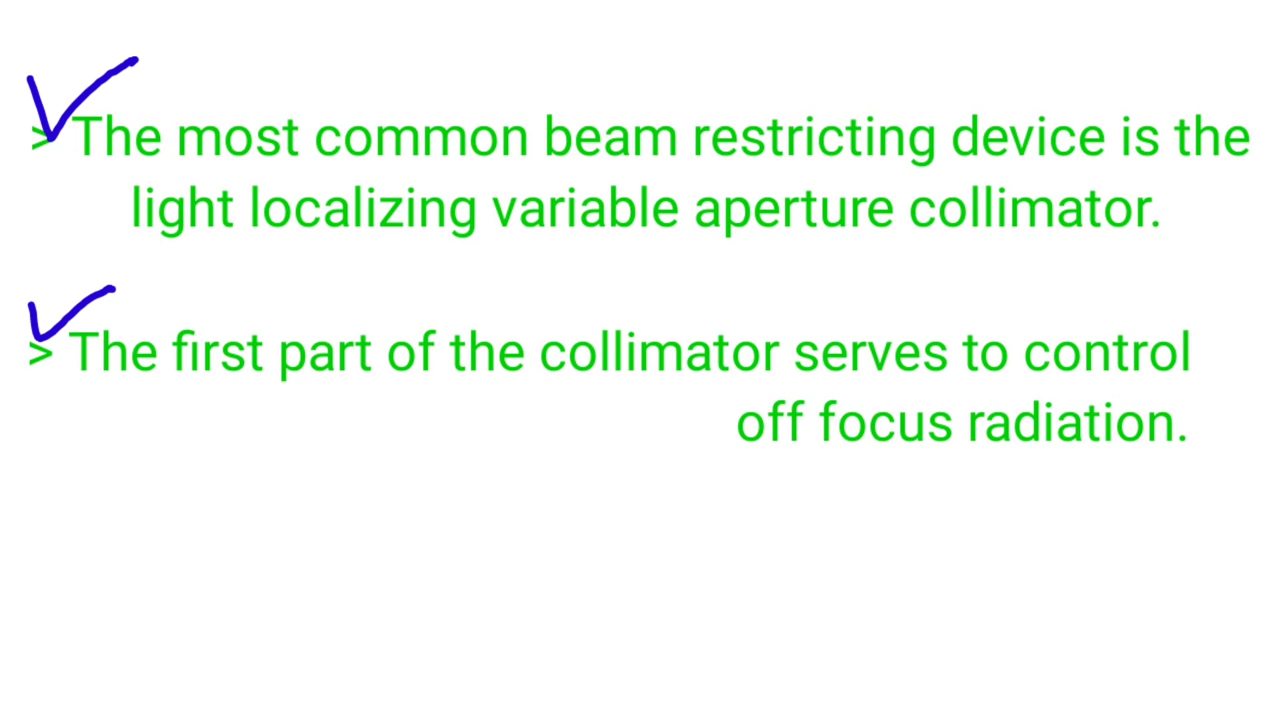 > The most common beam restricting device is the
light localizing variable aperture collimator.
> The first part of the collimator serves to control
off focus radiation.